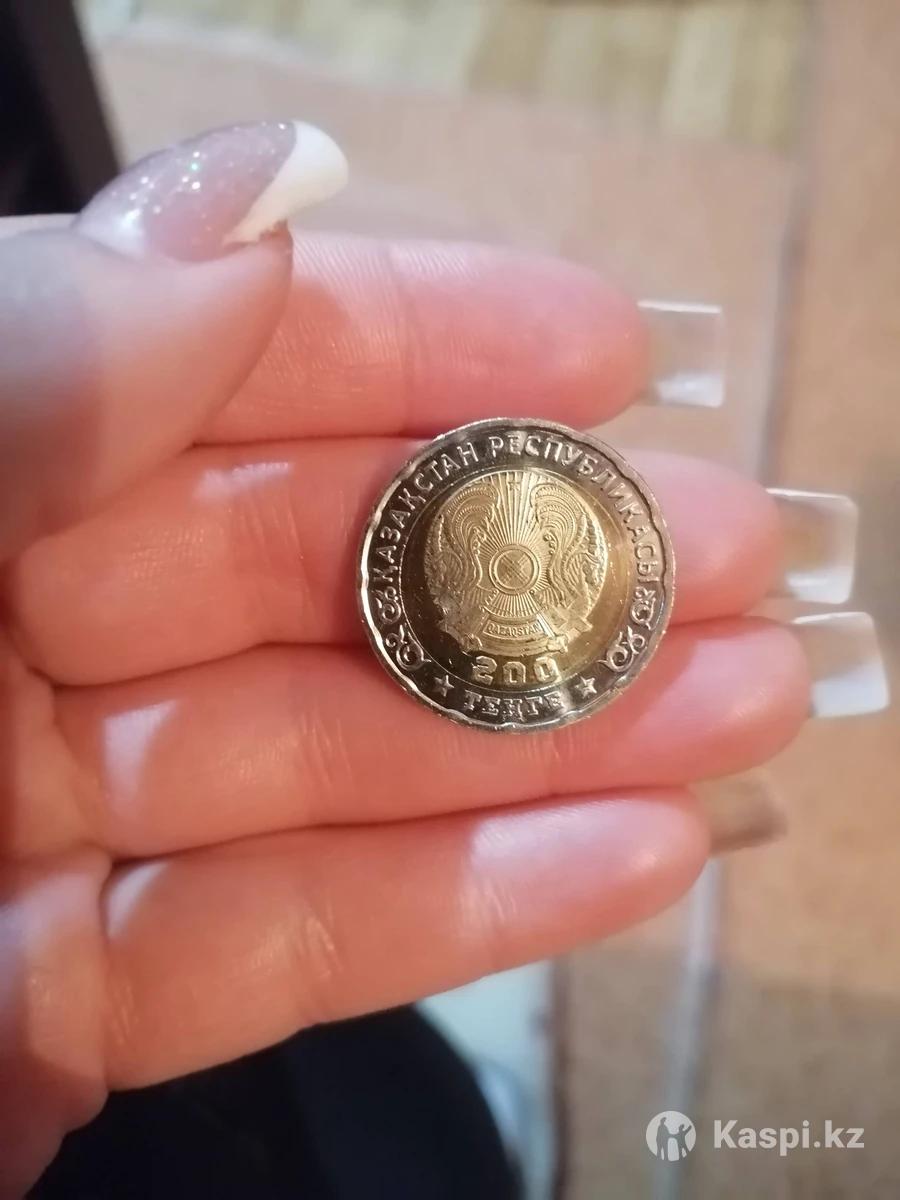 ҚАЗАҚСТАН РЕСПУБЛИКАСЫ
QAZAQSTAN
200
ТЕҢГЕ
Kaspi.kz